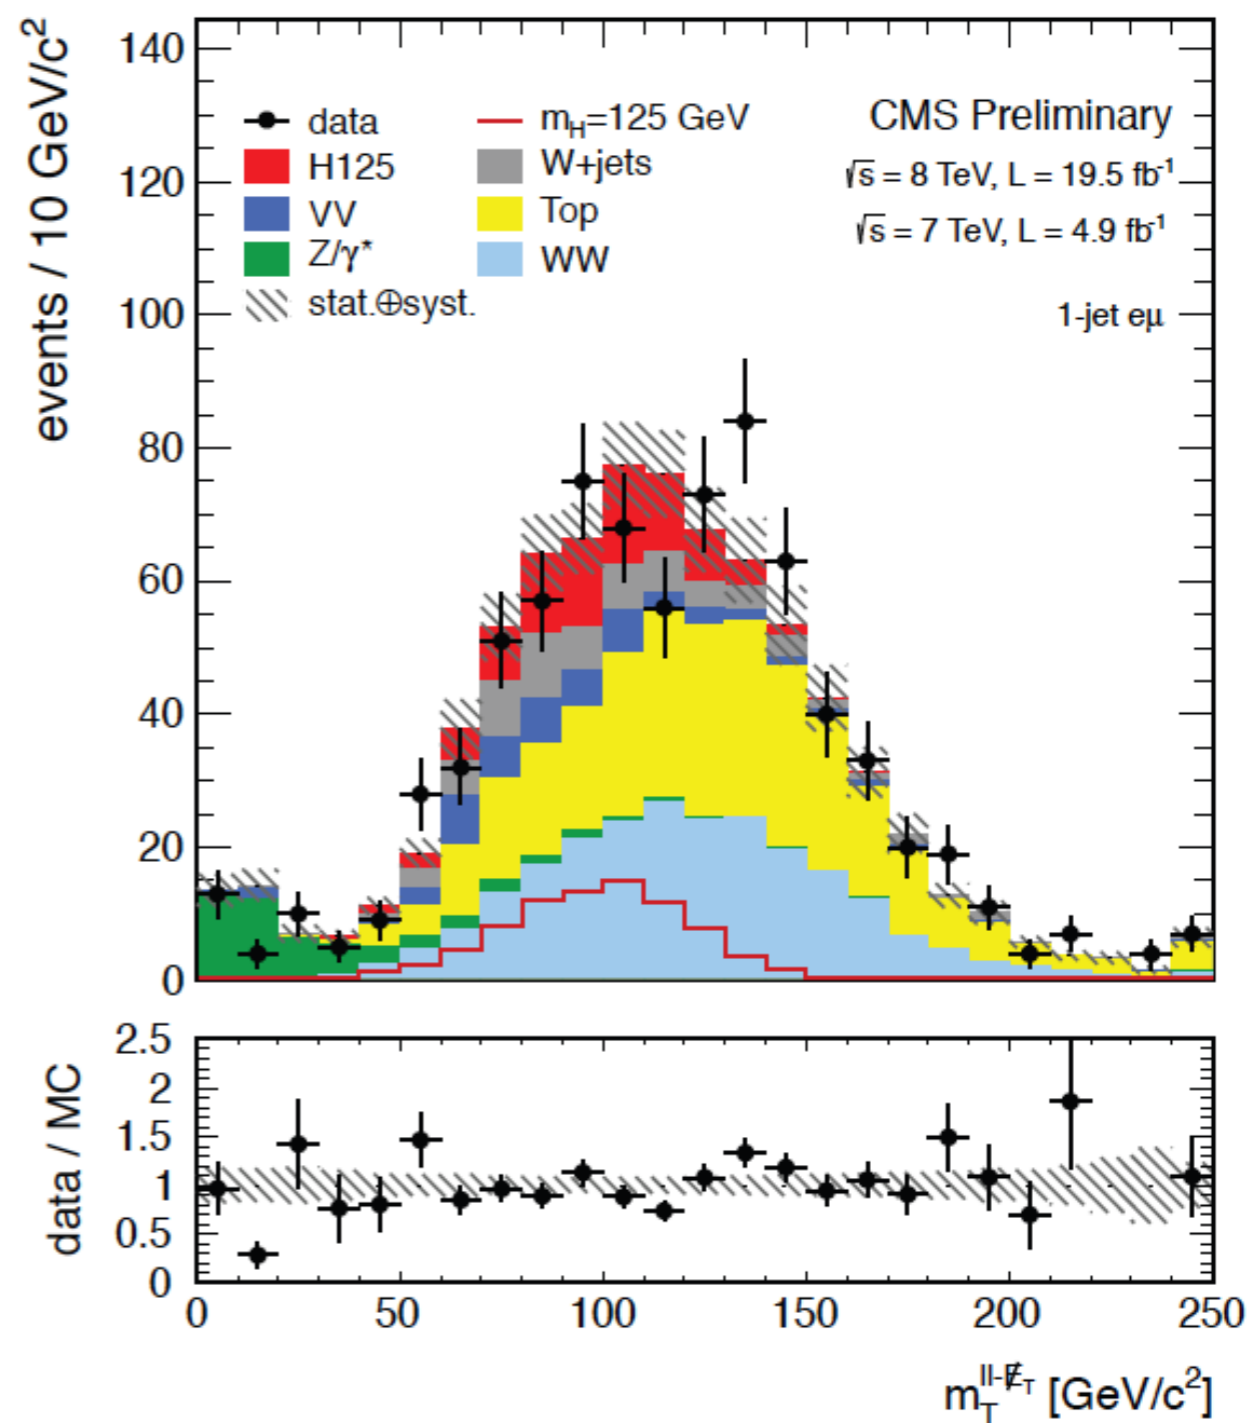 events / 10 GeV/c²
140
120
100
80
60
40
20
0
data
m_H=125 GeV
H125
W+jets
VV
Top
Z/γ*
WW
stat.⊕syst.
CMS Preliminary
√s = 8 TeV, L = 19.5 fb⁻¹
√s = 7 TeV, L = 4.9 fb⁻¹
1-jet eμ
data / MC
2.5
2
1.5
1
0.5
0
0 50 100 150 200 250
m_T^{ll-E̸_T} [GeV/c²]